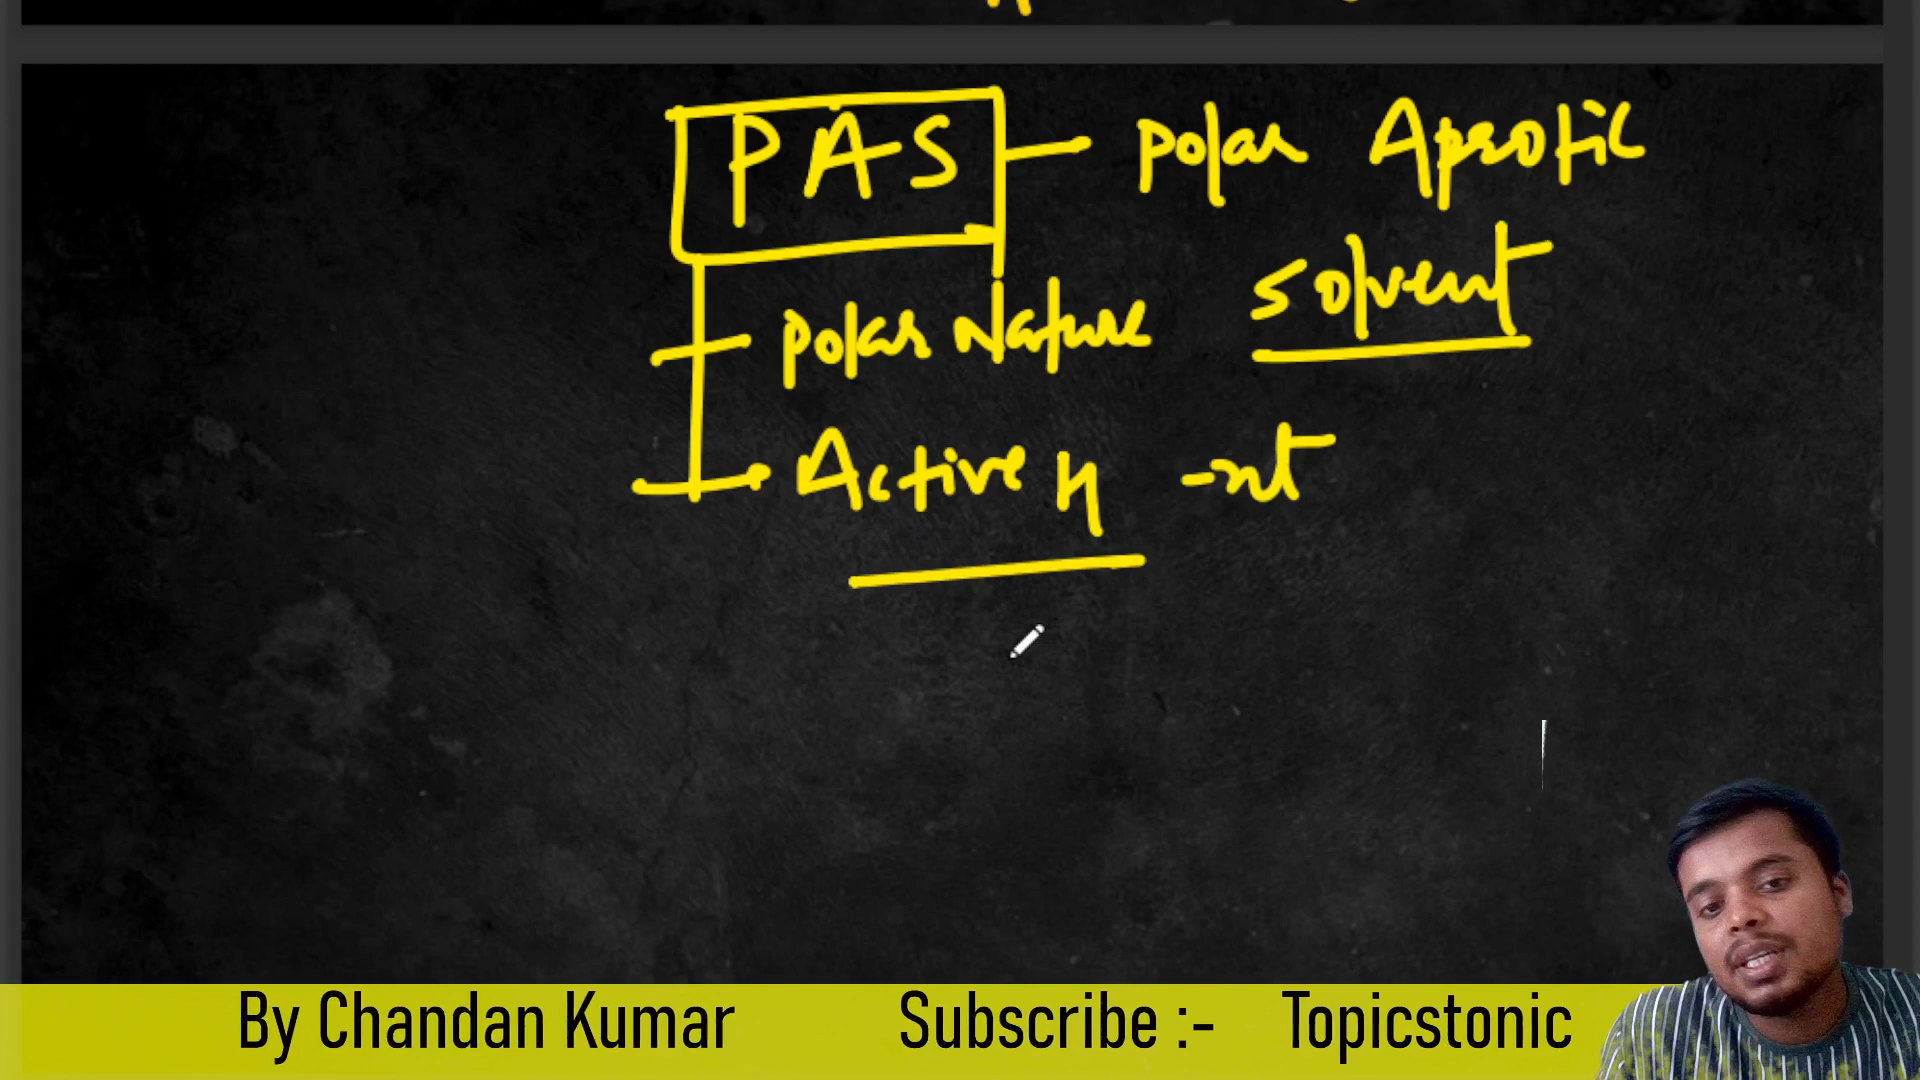 PAS — polar Aprotic
solvent
polar Nature
Active H -nt
By Chandan Kumar Subscribe :- Topicstonic